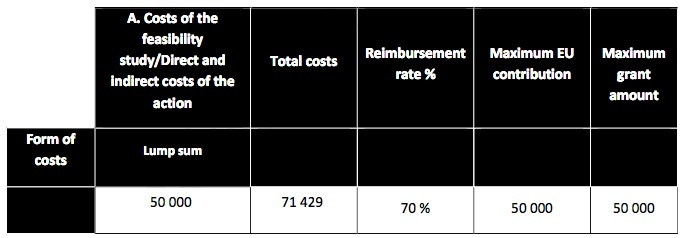 A. Costs of the
feasibility
study/Direct and
indirect costs of the
action
Total costs
Reimbursement
rate %
Maximum EU
contribution
Maximum
grant
amount
Form of
costs
Lump sum
50 000
71 429
70 %
50 000
50 000